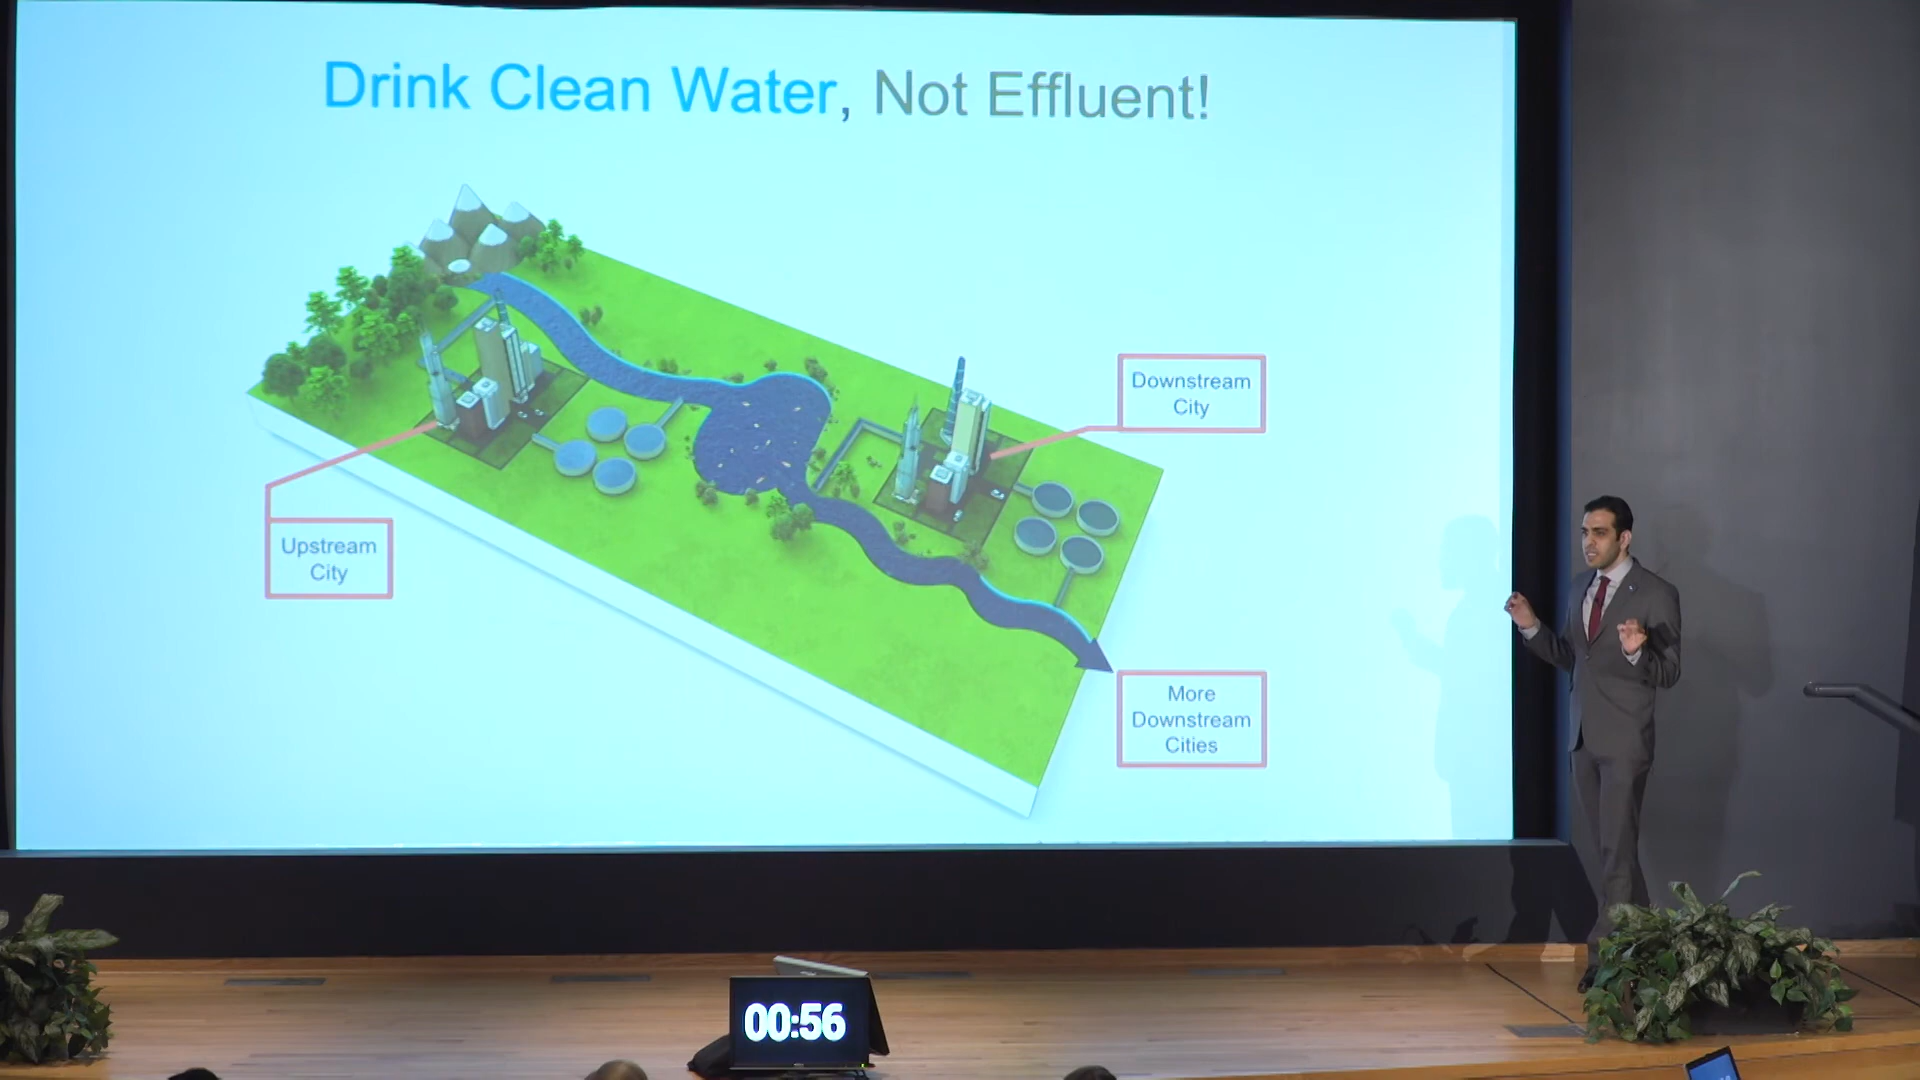 Drink Clean Water, Not Effluent!
Downstream
City
Upstream
City
More
Downstream
Cities
00:56